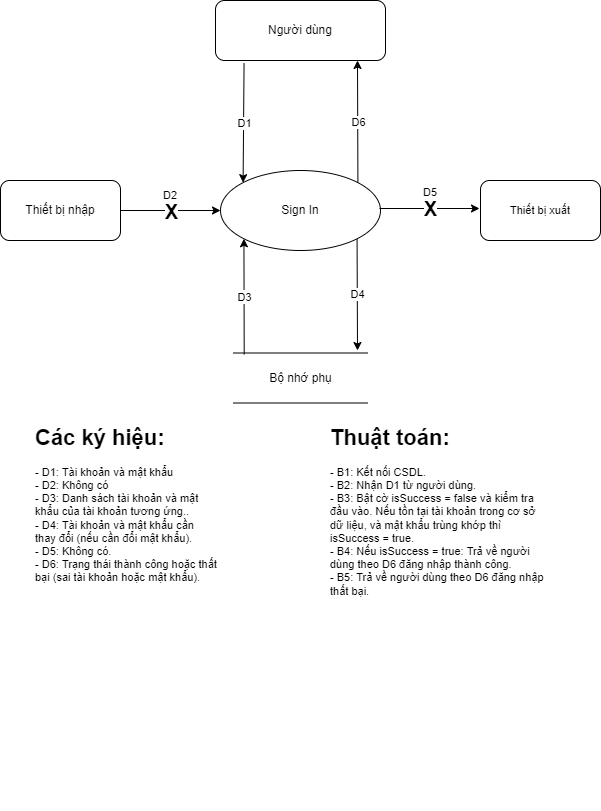 Người dùng
D1
D6
D2
D5
X
X
Thiết bị nhập
Sign In
Thiết bị xuất
D3
D4
Bộ nhớ phụ
Các ký hiệu:
- D1: Tài khoản và mật khẩu
- D2: Không có
- D3: Danh sách tài khoản và mật
khẩu của tài khoản tương ứng..
- D4: Tài khoản và mật khẩu cần
thay đổi (nếu cần đổi mật khẩu).
- D5: Không có.
- D6: Trạng thái thành công hoặc thất
bại (sai tài khoản hoặc mật khẩu).
Thuật toán:
- B1: Kết nối CSDL.
- B2: Nhận D1 từ người dùng.
- B3: Bật cờ isSuccess = false và kiểm tra
đầu vào. Nếu tồn tại tài khoản trong cơ sở
dữ liệu, và mật khẩu trùng khớp thì
isSuccess = true.
- B4: Nếu isSuccess = true: Trả về người
dùng theo D6 đăng nhập thành công.
- B5: Trả về người dùng theo D6 đăng nhập
thất bại.